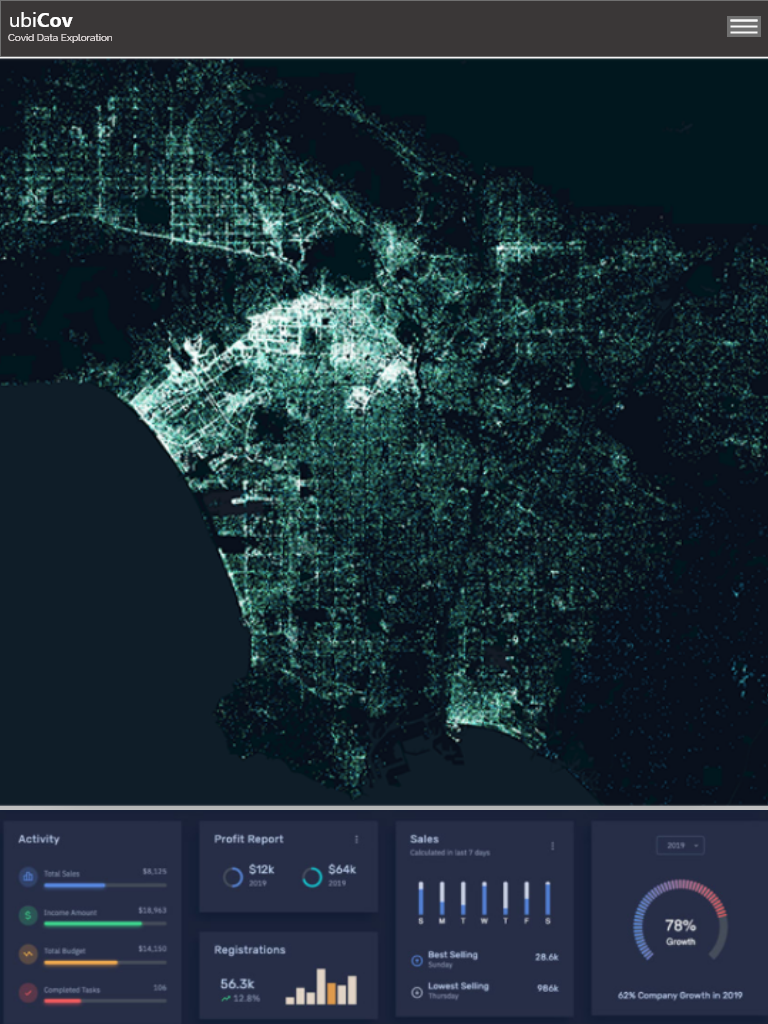 ubiCov
Covid Data Exploration
Activity
Total Sales $8,125
Income Amount $18,963
Total Budget $14,150
Completed Tasks 106
Profit Report
$12k
2019
$64k
2019
Registrations
56.3k
12.8%
Sales
Calculated in last 7 days
S M T W T F S
Best Selling
Sunday
28.6k
Lowest Selling
Thursday
986k
2019
78%
Growth
62% Company Growth in 2019